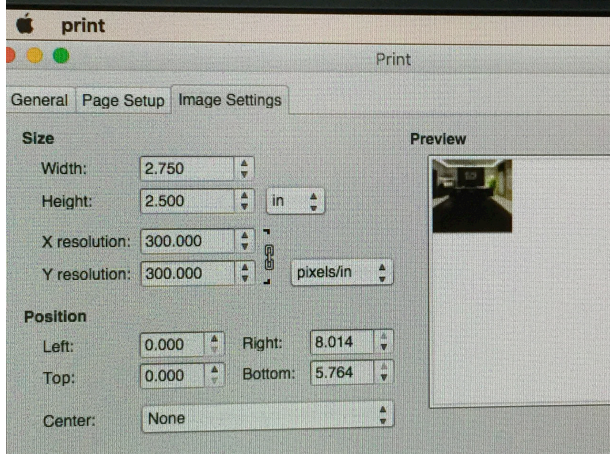 print
Print
General Page Setup Image Settings
Size
Preview
Width: 2.750
Height: 2.500 in
X resolution: 300.000
Y resolution: 300.000 pixels/in
Position
Left: 0.000 Right: 8.014
Top: 0.000 Bottom: 5.764
Center: None